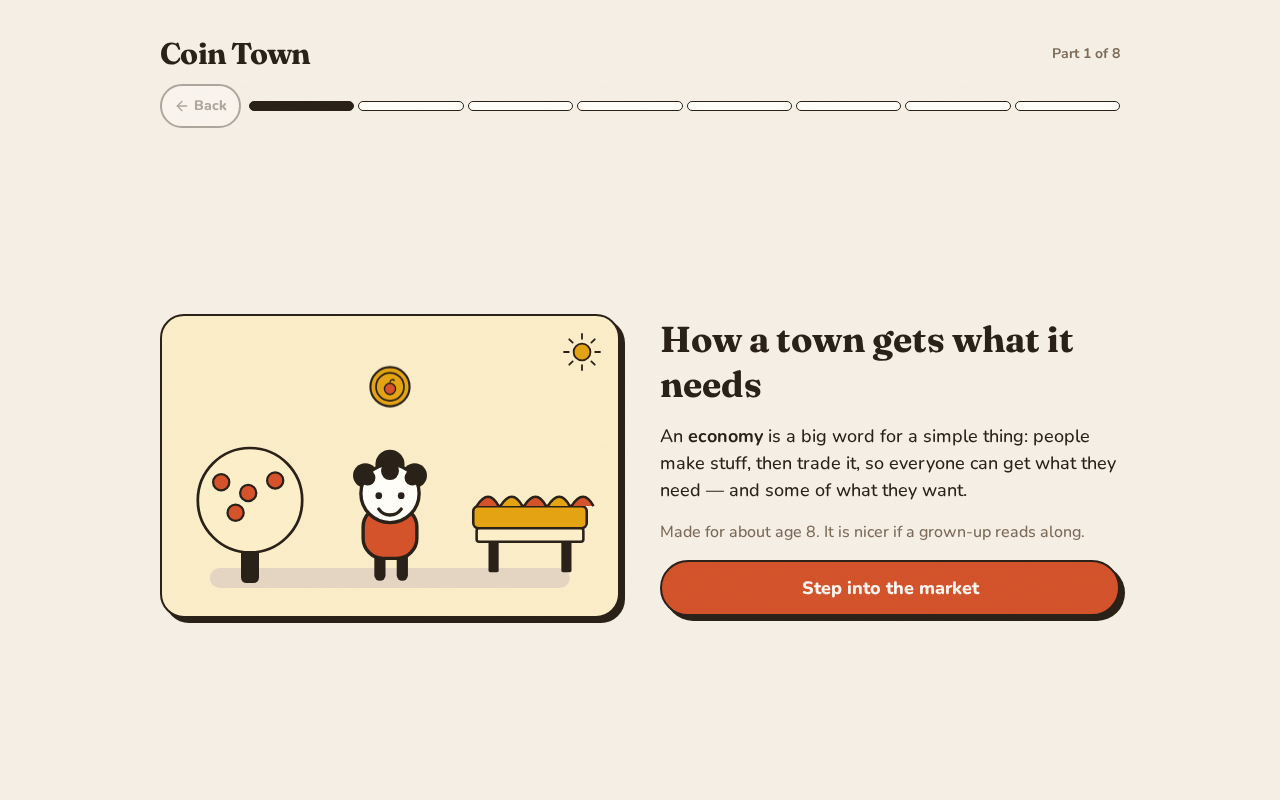 Coin Town
Part 1 of 8
← Back
How a town gets what it
needs
An economy is a big word for a simple thing: people
make stuff, then trade it, so everyone can get what they
need — and some of what they want.
Made for about age 8. It is nicer if a grown-up reads along.
Step into the market